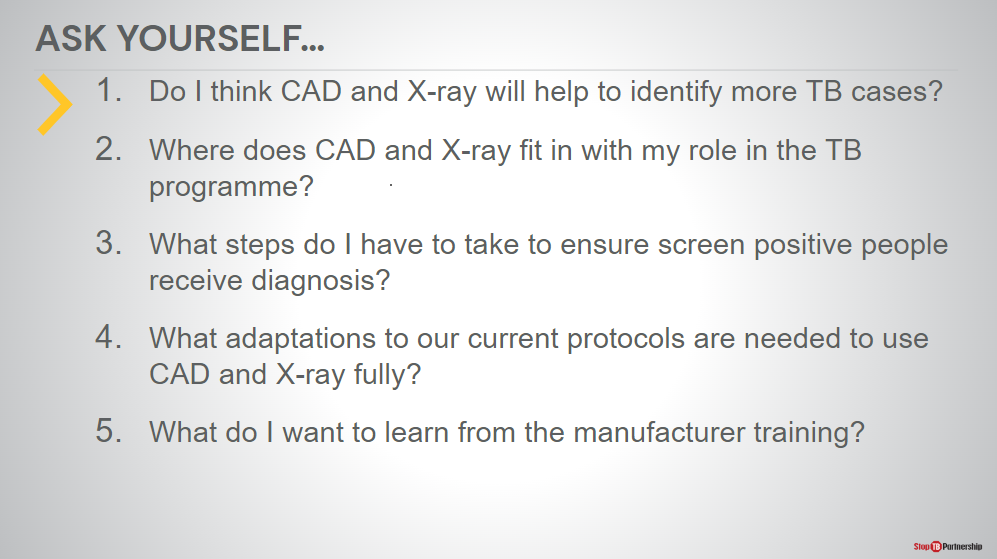 ASK YOURSELF...
1. Do I think CAD and X-ray will help to identify more TB cases?
2. Where does CAD and X-ray fit in with my role in the TB
programme?
3. What steps do I have to take to ensure screen positive people
receive diagnosis?
4. What adaptations to our current protocols are needed to use
CAD and X-ray fully?
5. What do I want to learn from the manufacturer training?
Stop TB Partnership